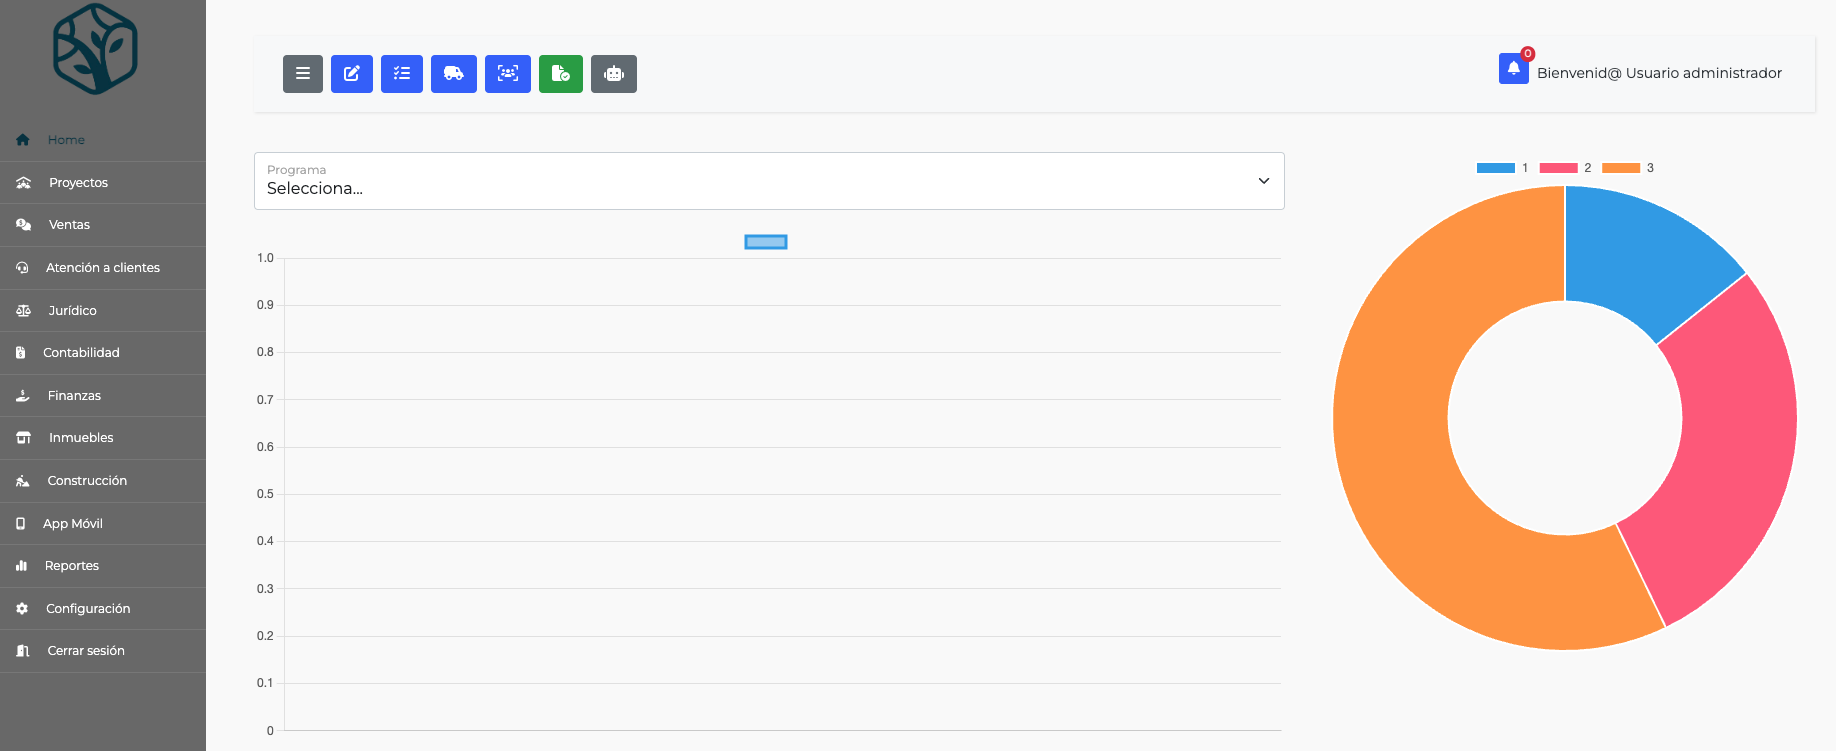 Home
Proyectos
Ventas
Atención a clientes
Jurídico
Contabilidad
Finanzas
Inmuebles
Construcción
App Móvil
Reportes
Configuración
Cerrar sesión
0
Bienvenid@ Usuario administrador
Programa
Selecciona...
1.0
0.9
0.8
0.7
0.6
0.5
0.4
0.3
0.2
0.1
0
1 2 3